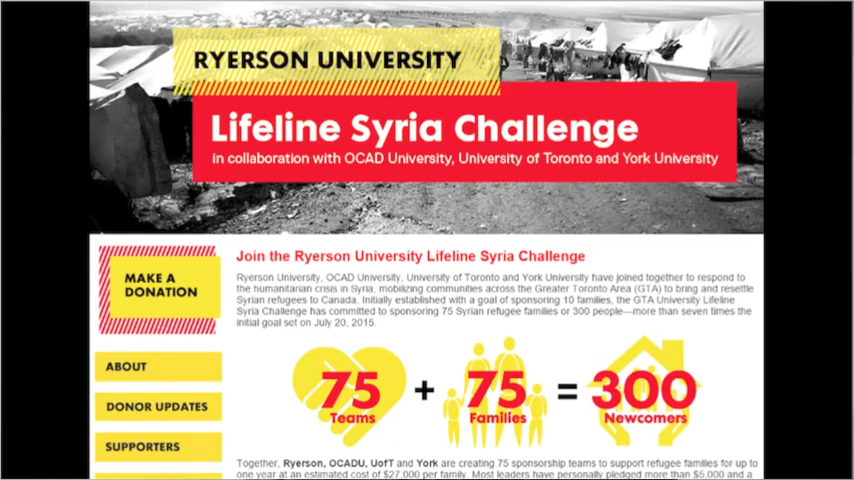 RYERSON UNIVERSITY
Lifeline Syria Challenge
in collaboration with OCAD University, University of Toronto and York University
MAKE A
DONATION
ABOUT
DONOR UPDATES
SUPPORTERS
Join the Ryerson University Lifeline Syria Challenge
Ryerson University, OCAD University, University of Toronto and York University have joined together to respond to
the humanitarian crisis in Syria, mobilizing communities across the Greater Toronto Area (GTA) to bring and resettle
Syrian refugees to Canada. Initially established with a goal of sponsoring 10 families, the GTA University Lifeline
Syria Challenge has committed to sponsoring 75 Syrian refugee families or 300 people—more than seven times the
initial goal set on July 20, 2015.
75 + 75 = 300
Teams Families Newcomers
Together, Ryerson, OCADU, UofT and York are creating 75 sponsorship teams to support refugee families for up to
one year at an estimated cost of $27,000 per family. Most leaders have personally pledged more than $5,000 and a